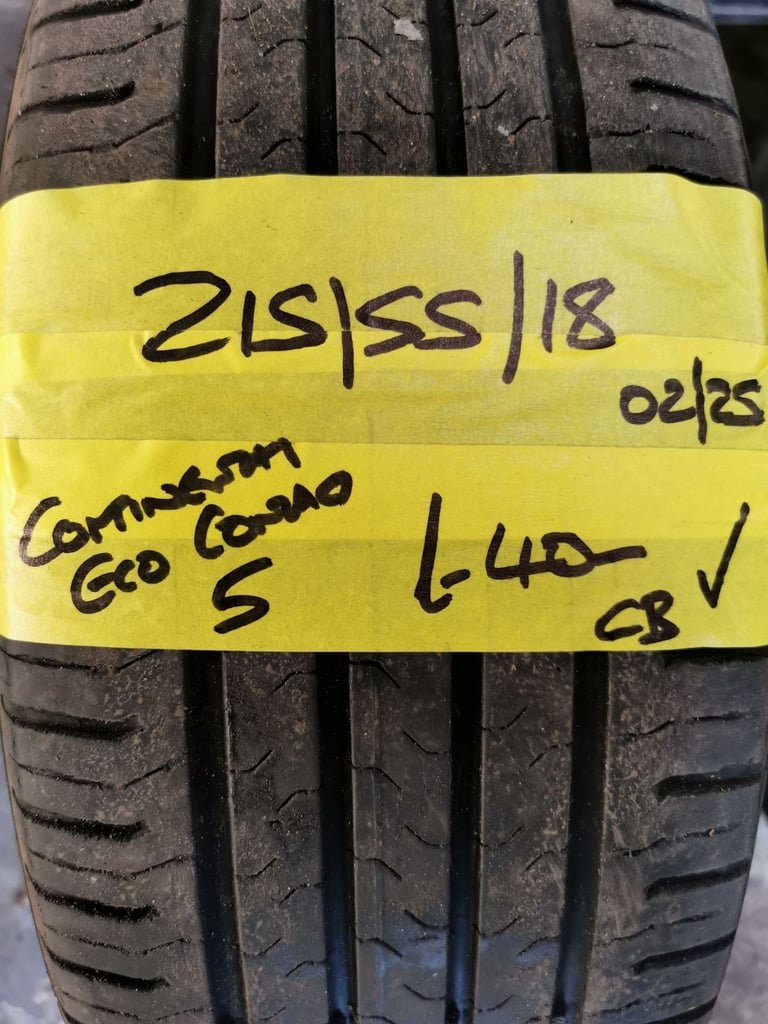 215/55/18
02/25
Continental
Eco Contact
5
£40
CB ✓